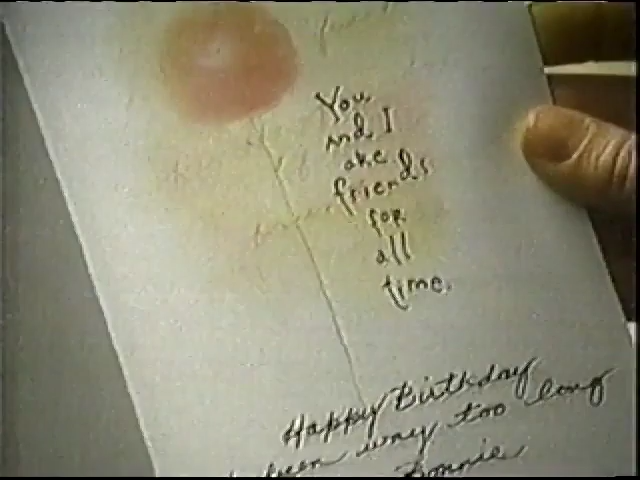 You
and I
are
friends
for
all
time.
Happy Birthday
been way too long
Bonnie